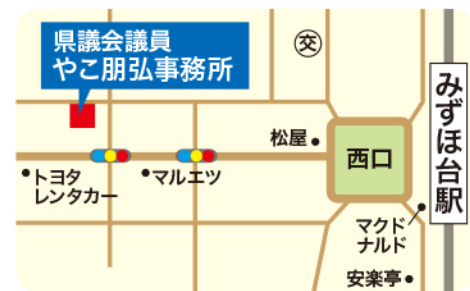 県議会議員
やこ朋弘事務所
交
みずほ台駅
松屋
西口
トヨタ
レンタカー
マルエツ
マクド
ナルド
安楽亭